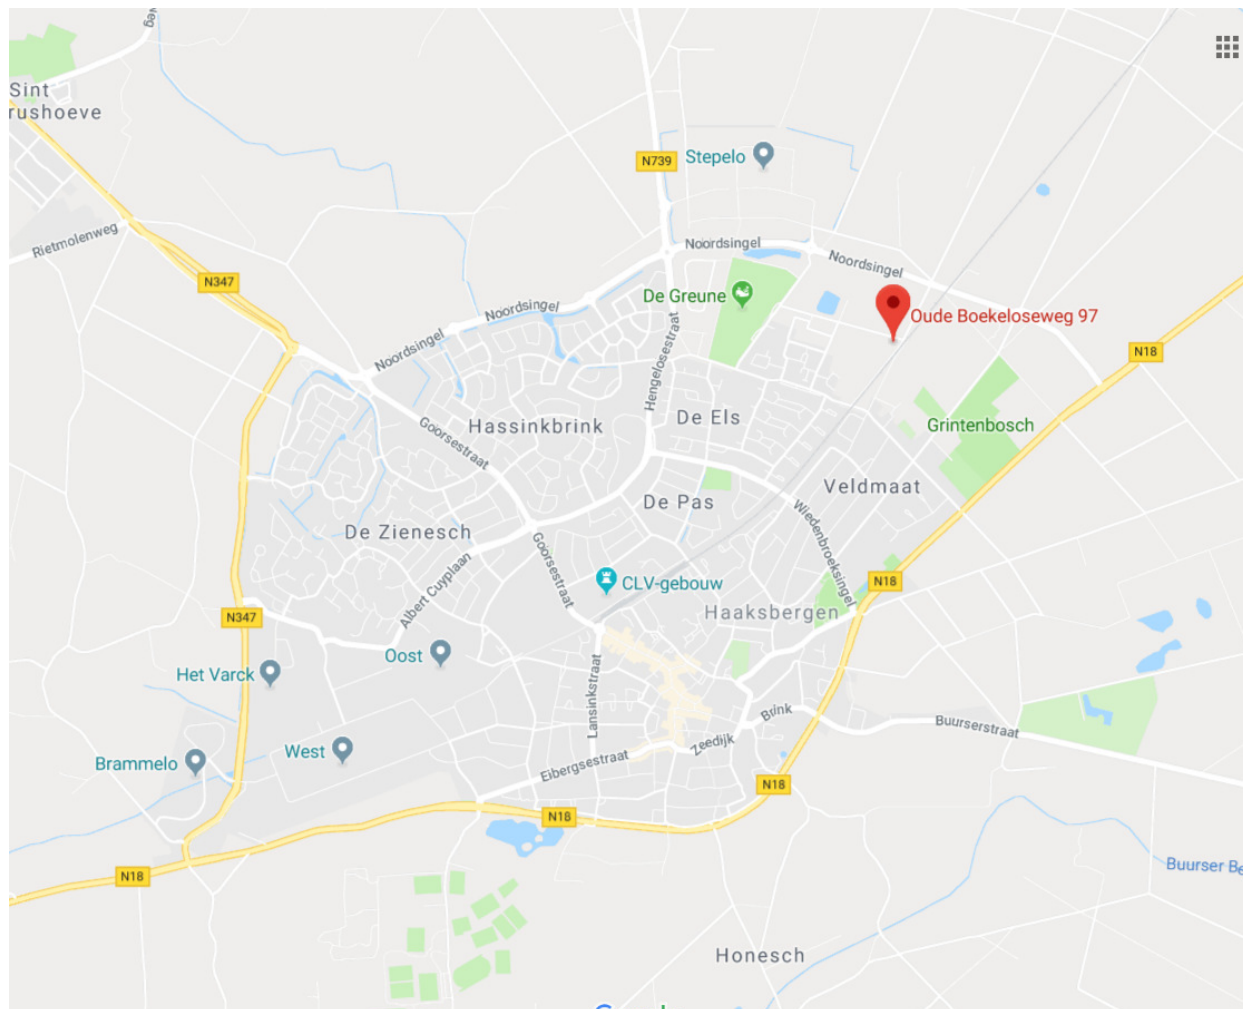 Weg
Sint
rushoeve
N739
Stepelo
Rietmolenweg
Noordsingel
Noordsingel
N347
De Greune
Noordsingel
Oude Boekeloseweg 97
Noordsingel
Hengelosestraat
N18
Goorsestraat
Hassinkbrink
De Els
Grintenbosch
Veldmaat
De Pas
De Zienesch
Wiedenbroeksingel
Goorsestraat
Albert Cuyplaan
CLV-gebouw
N18
Haaksbergen
N347
Oost
Het Varck
Lansinkstraat
Brink
Buurserstraat
Zeedijk
West
Brammelo
Eibergsestraat
N18
N18
N18
Buurser Be
Honesch